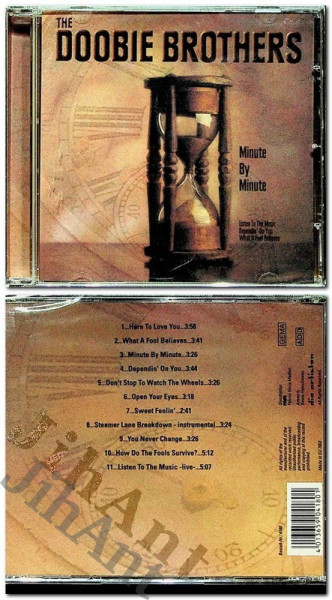 THE
DOOBIE BROTHERS
Minute
By
Minute
Listen To The Music
Dependin' On You
What A Fool Believes
1...Here To Love You...3:58
2...What A Fool Believes...3:41
3...Minute By Minute...3:26
4...Dependin' On You...3:44
5...Don't Stop To Watch The Wheels...3:26
6...Open Your Eyes...3:18
7...Sweet Feelin'...2:41
8...Steamer Lane Breakdown - instrumental...3:24
9...You Never Change...3:26
10...How Do The Fools Survive?...5:12
11...Listen To The Music -live-...5:07
GEMA
ADD
JihAnt
JihAnt